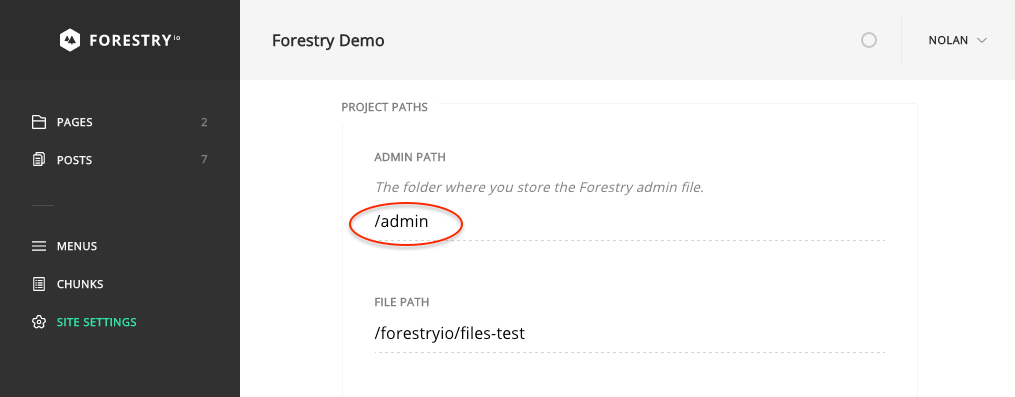 FORESTRY io
Forestry Demo
NOLAN
PAGES 2
POSTS 7
MENUS
CHUNKS
SITE SETTINGS
PROJECT PATHS
ADMIN PATH
The folder where you store the Forestry admin file.
/admin
FILE PATH
/forestryio/files-test